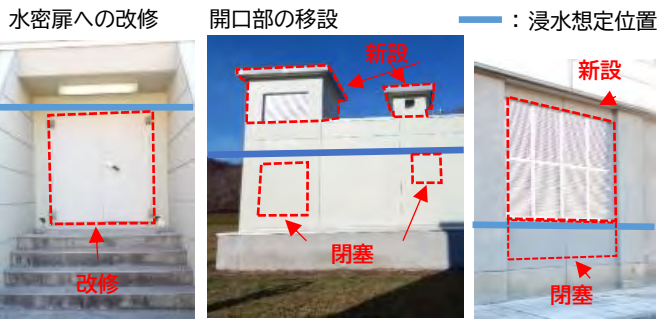 水密扉への改修
開口部の移設
：浸水想定位置
新設
新設
改修
閉塞
閉塞